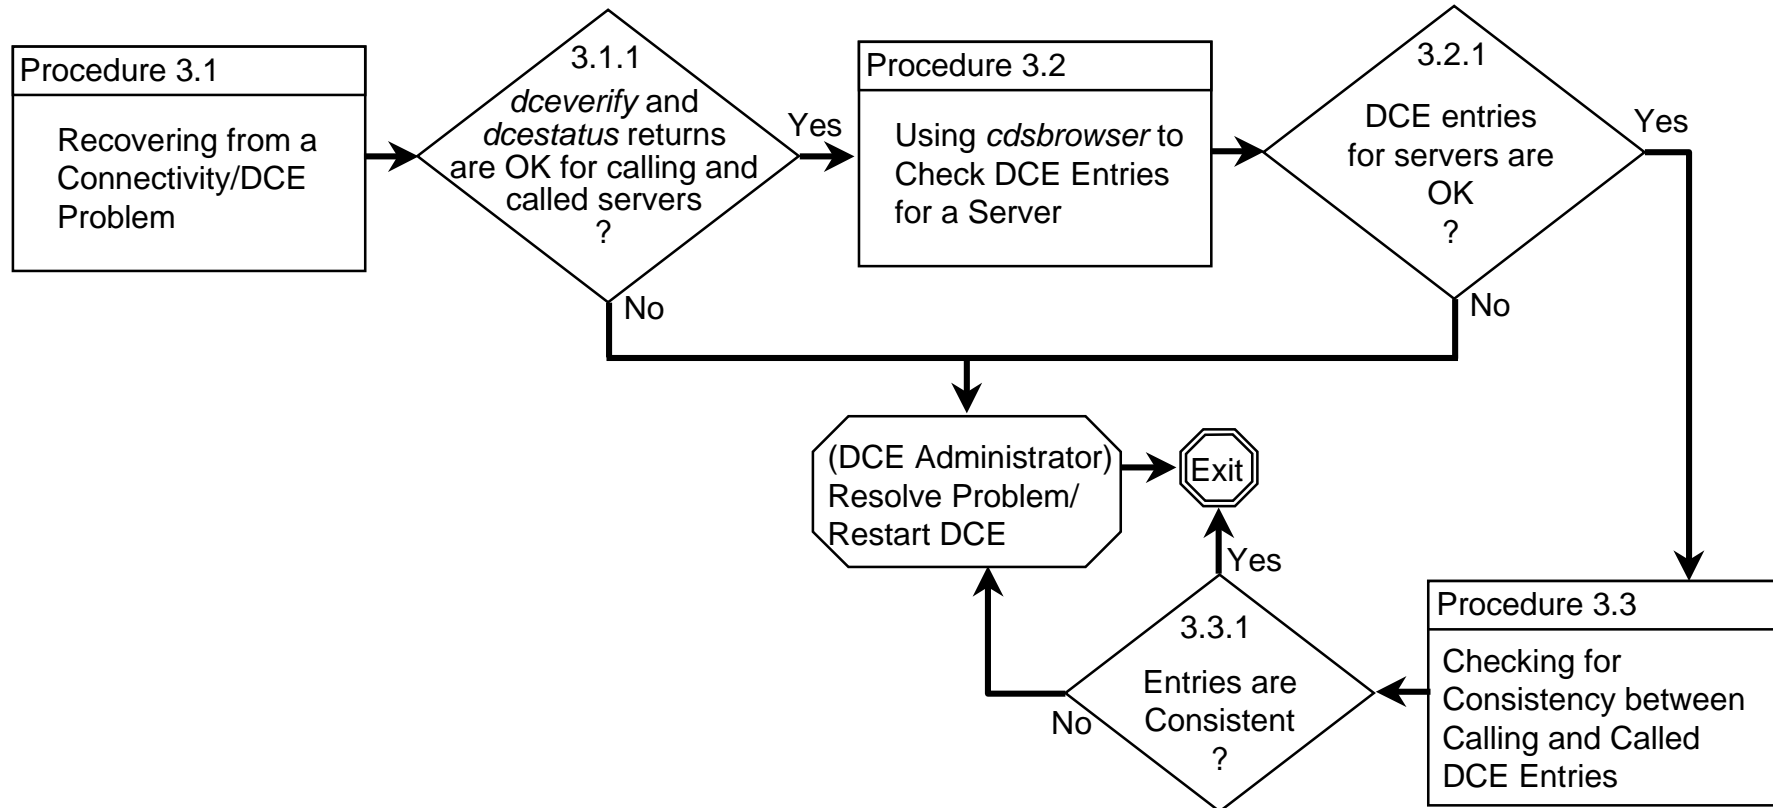 Procedure 3.1
Recovering from a
Connectivity/DCE
Problem
3.1.1
dceverify and
dcestatus returns
are OK for calling and
called servers
?
Yes
No
Procedure 3.2
Using cdsbrowser to
Check DCE Entries
for a Server
3.2.1
DCE entries
for servers are
OK
?
Yes
No
(DCE Administrator)
Resolve Problem/
Restart DCE
Exit
Yes
3.3.1
Entries are
Consistent
?
No
Procedure 3.3
Checking for
Consistency between
Calling and Called
DCE Entries